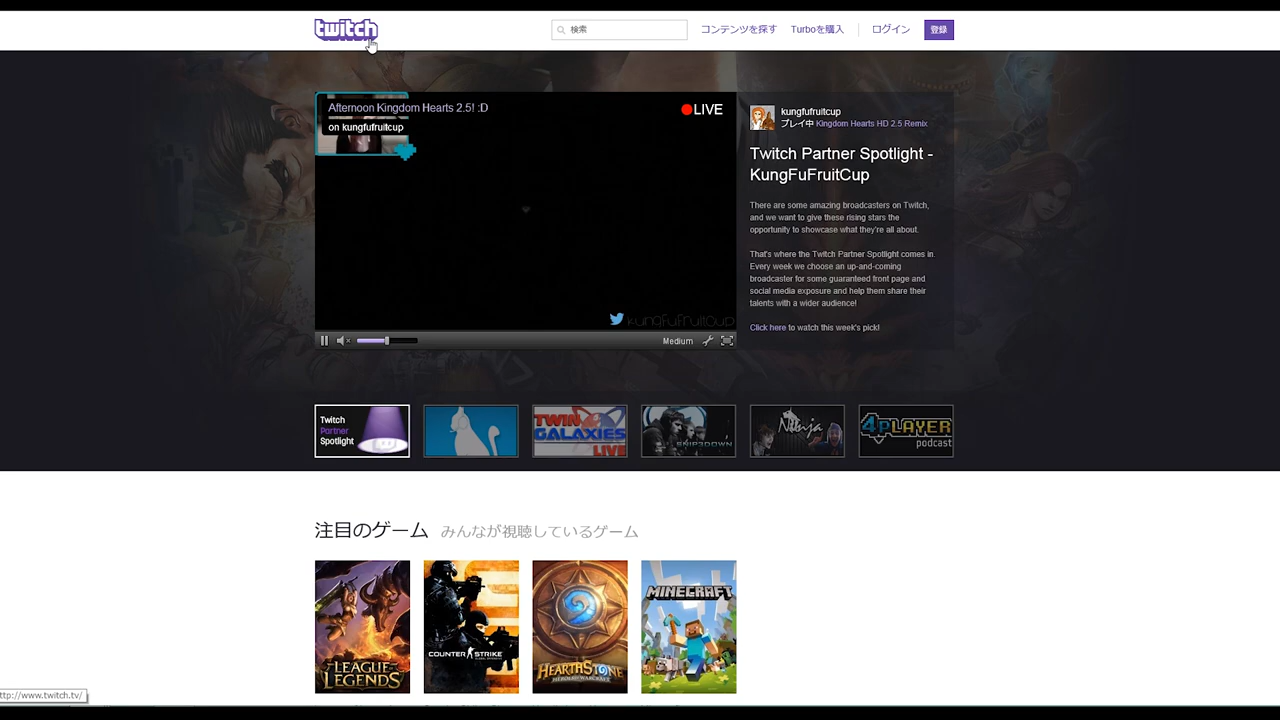 twitch
検索
コンテンツを探す
Turboを購入
ログイン
登録
Afternoon Kingdom Hearts 2.5! :D
on kungfufruitcup
LIVE
kungfufruitcup
プレイ中 Kingdom Hearts HD 2.5 Remix
Twitch Partner Spotlight -
KungFuFruitCup
There are some amazing broadcasters on Twitch,
and we want to give these rising stars the
opportunity to showcase what they're all about.
That's where the Twitch Partner Spotlight comes in.
Every week we choose an up-and-coming
broadcaster for some guaranteed front page and
social media exposure and help them share their
talents with a wider audience!
Click here to watch this week's pick!
KungFuFruitCup
Medium
Twitch
Partner
Spotlight
TWIN
GALAXIES
LIVE
SNIP3DOWN
Ninja
4PLAYER
podcast
注目のゲーム みんなが視聴しているゲーム
LEAGUE
OF
LEGENDS
COUNTER STRIKE
GLOBAL OFFENSIVE
HEARTHSTONE
HEROES OF WARCRAFT
MINECRAFT
ttp://www.twitch.tv/